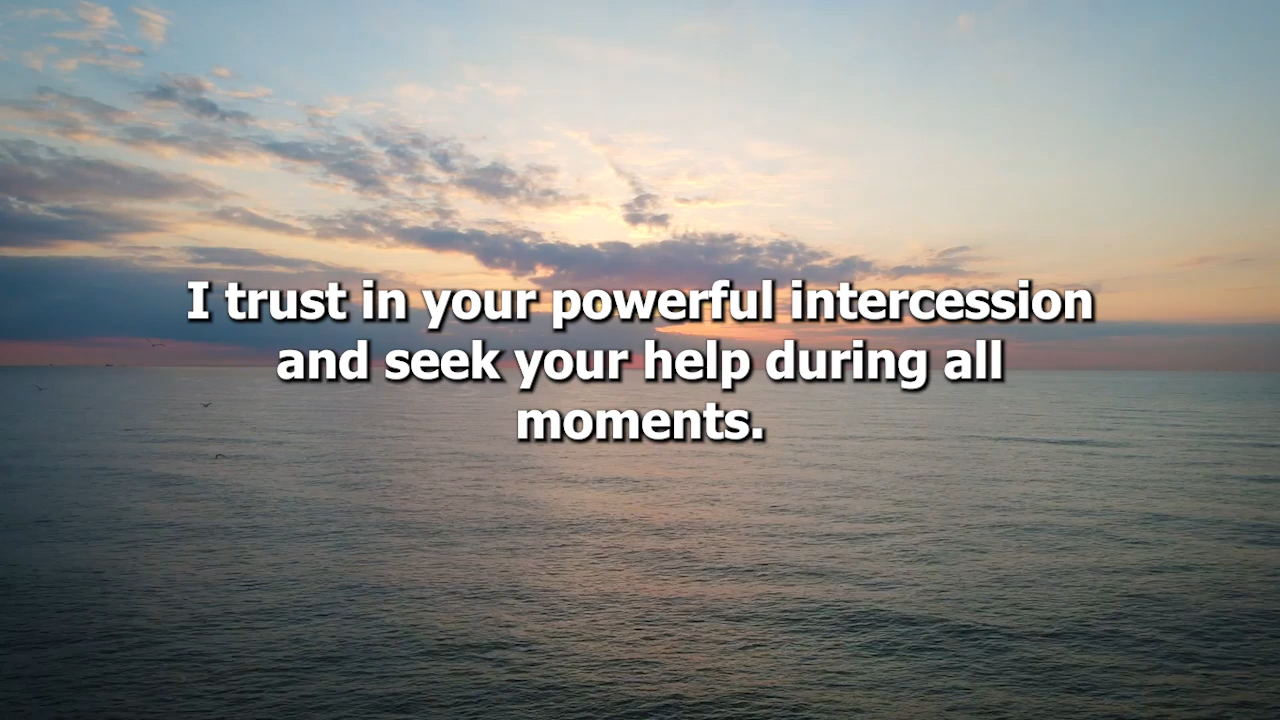 I trust in your powerful intercession
and seek your help during all
moments.